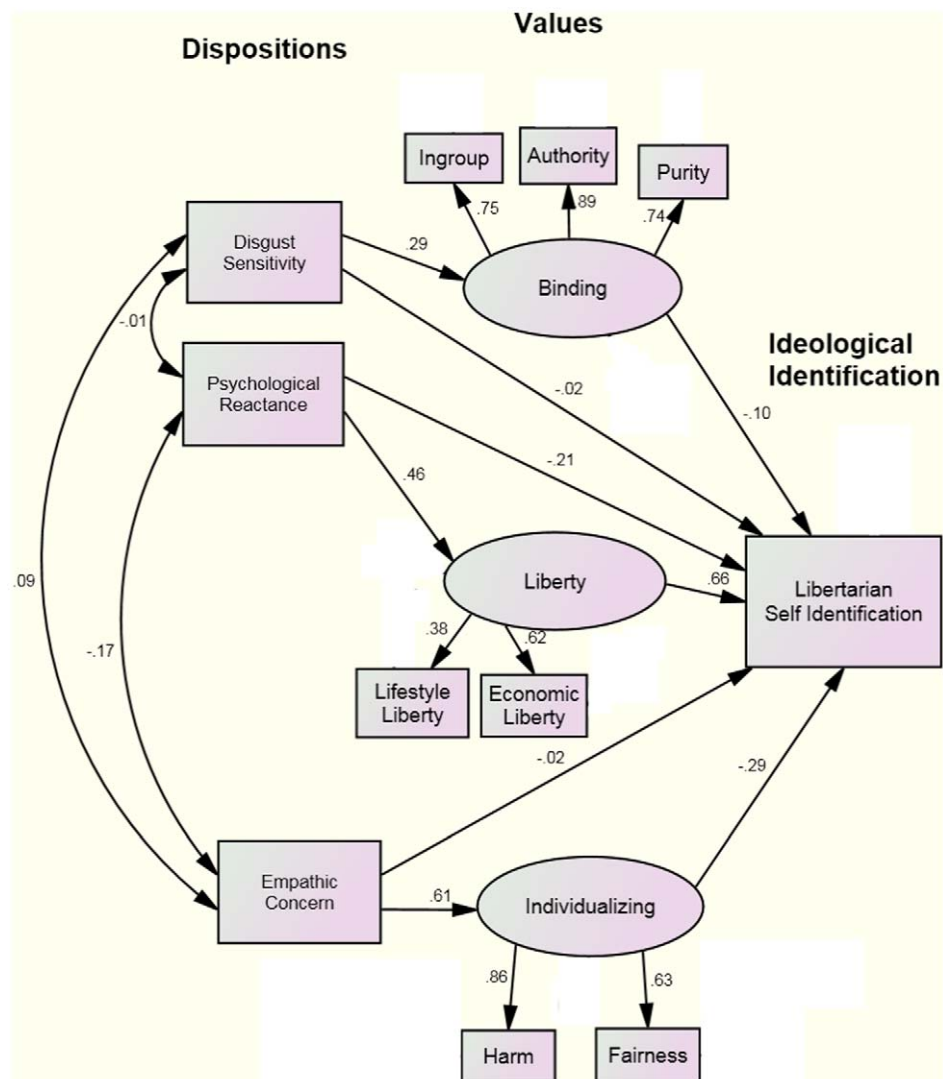 Values
Dispositions
Ingroup
Authority
Purity
.75
.89
.74
Disgust
Sensitivity
.29
Binding
-.01
Psychological
Reactance
Ideological
Identification
-.02
-.10
-.21
.46
Liberty
.66
Libertarian
Self Identification
.09
.38
.62
-.17
Lifestyle
Liberty
Economic
Liberty
-.02
-.29
Empathic
Concern
.61
Individualizing
.86
.63
Harm
Fairness